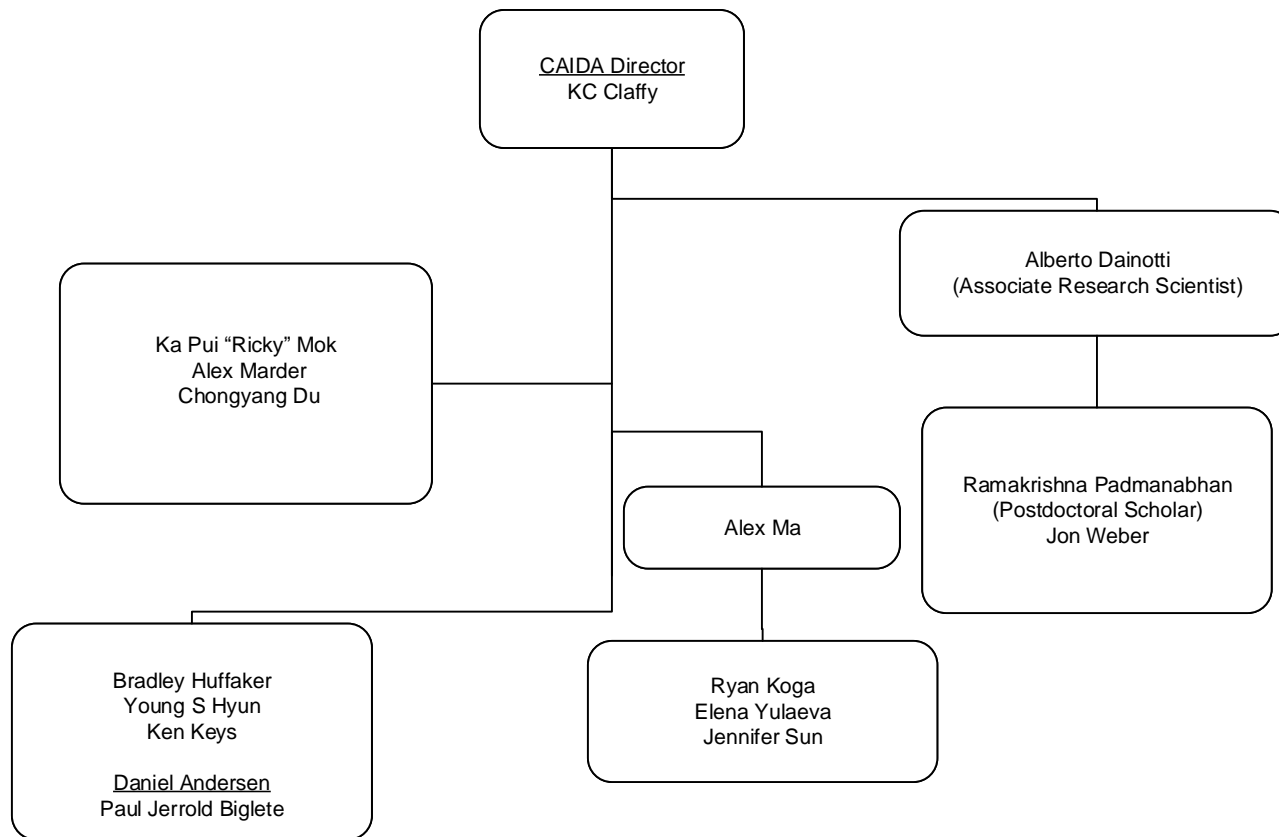 CAIDA Director
KC Claffy
Alberto Dainotti
(Associate Research Scientist)
Ka Pui “Ricky” Mok
Alex Marder
Chongyang Du
Ramakrishna Padmanabhan
(Postdoctoral Scholar)
Jon Weber
Alex Ma
Bradley Huffaker
Young S Hyun
Ken Keys
Daniel Andersen
Paul Jerrold Biglete
Ryan Koga
Elena Yulaeva
Jennifer Sun